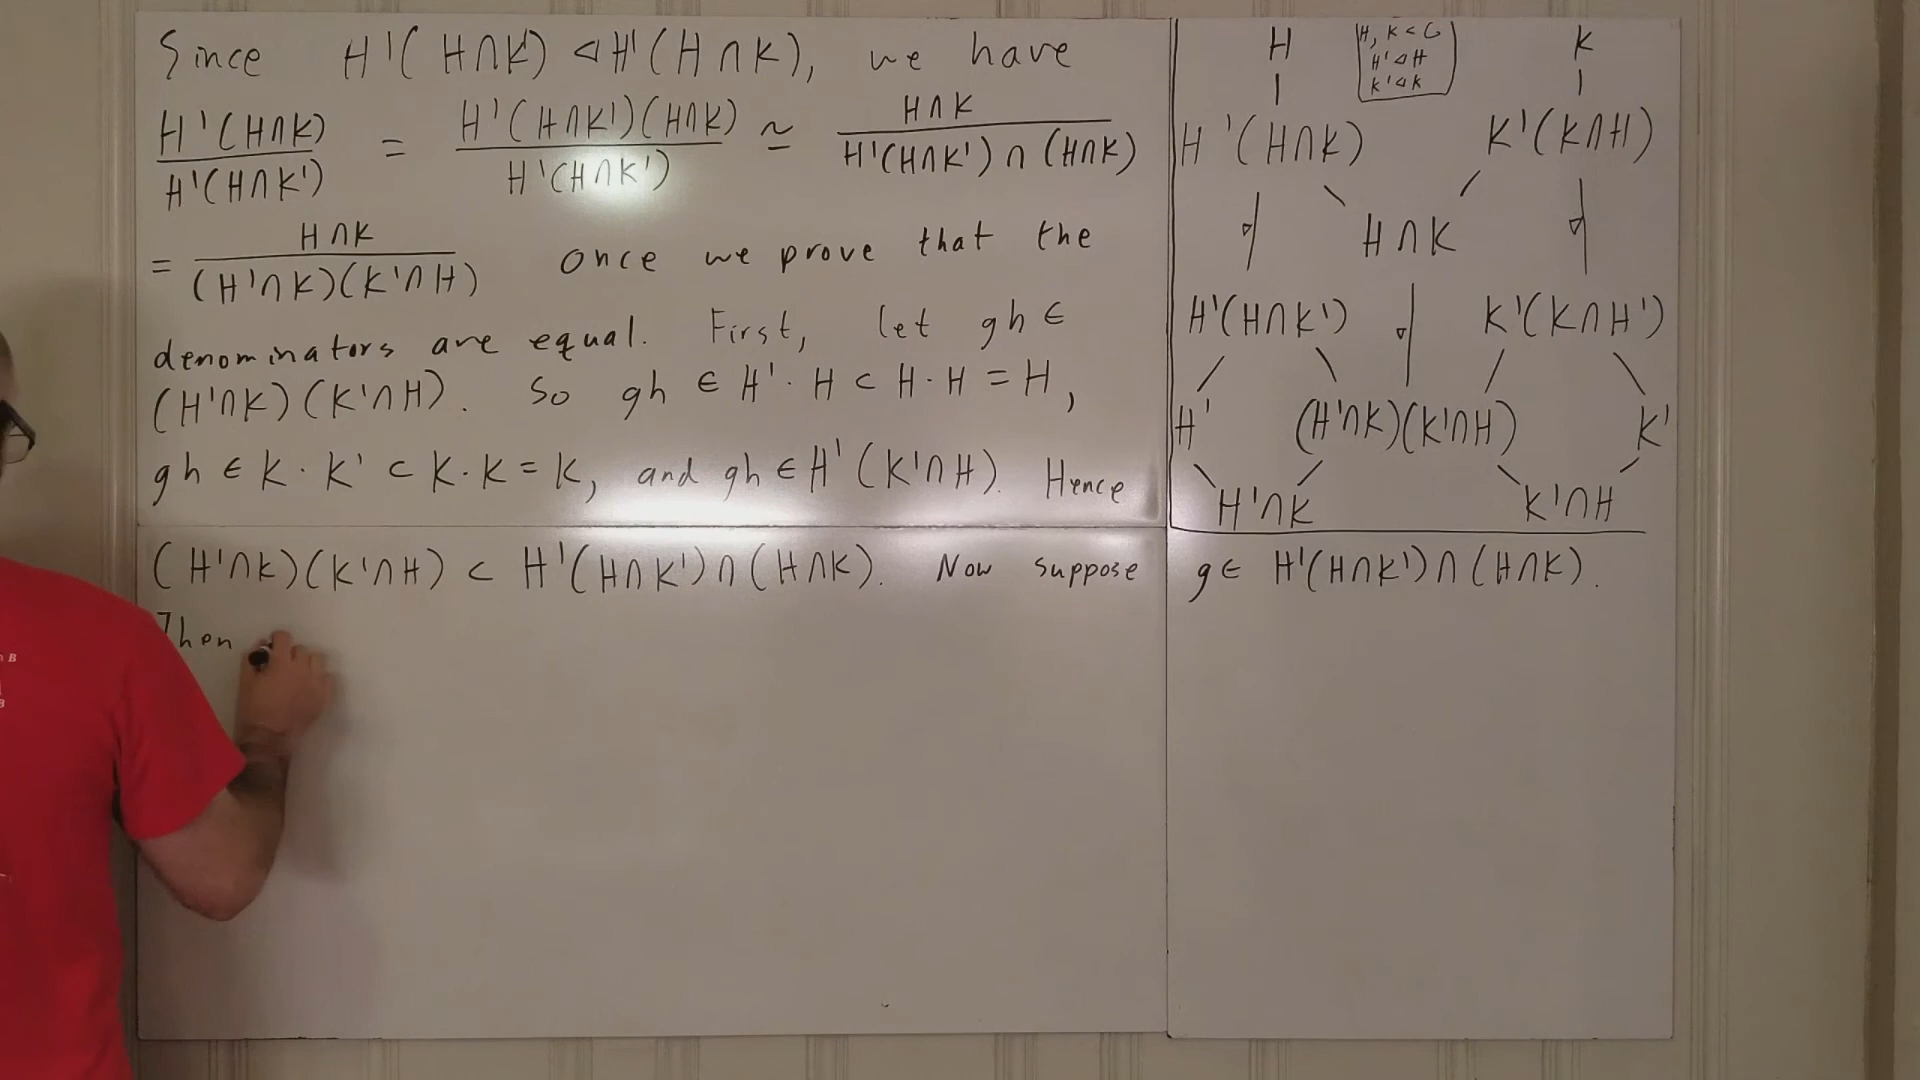 Since H'(H∩K') ⊲ H'(H∩K), we have
H'(H∩K) / H'(H∩K') = H'(H∩K')(H∩K) / H'(H∩K') ≃ H∩K / H'(H∩K')∩(H∩K)
= H∩K / (H'∩K)(K'∩H) once we prove that the
denominators are equal. First, let gh ∈
(H'∩K)(K'∩H). So gh ∈ H'·H ⊂ H·H = H,
gh ∈ K·K' ⊂ K·K = K, and gh ∈ H'(K'∩H). Hence
(H'∩K)(K'∩H) ⊂ H'(H∩K')∩(H∩K). Now suppose
Then
H K
H, K < G
H' ⊲ H
K' ⊲ K
H'(H∩K) K'(K∩H)
H∩K
H'(H∩K') K'(K∩H')
H' (H'∩K)(K'∩H) K'
H'∩K K'∩H
g ∈ H'(H∩K')∩(H∩K).
B